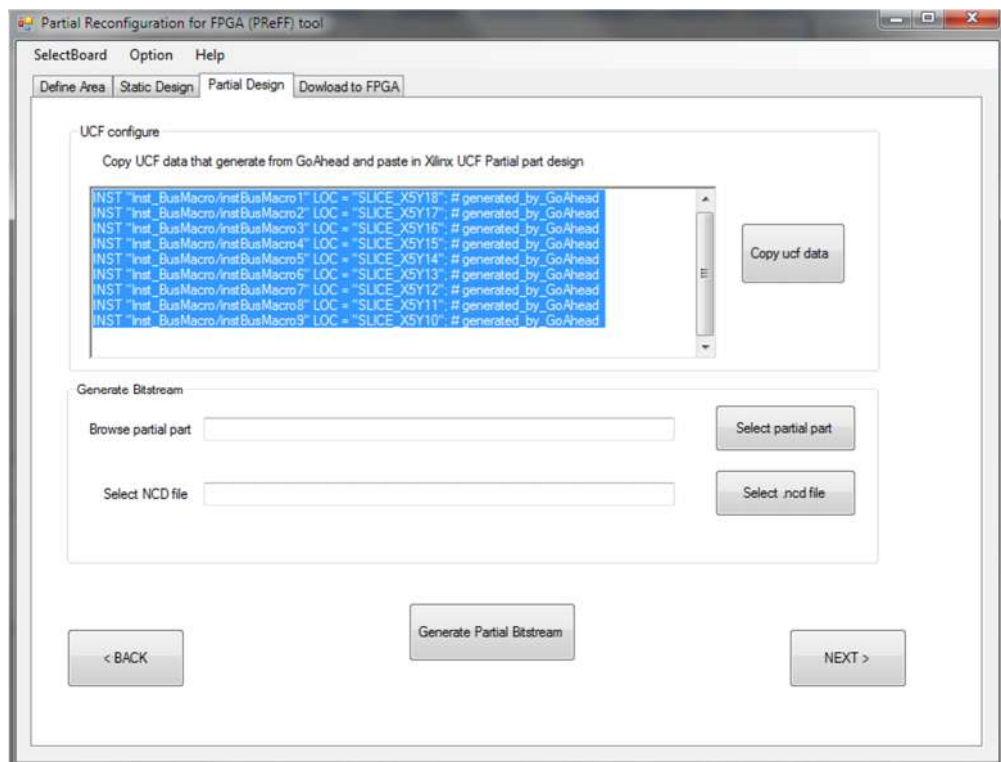 Partial Reconfiguration for FPGA (PReFF) tool
SelectBoard Option Help
Define Area Static Design Partial Design Dowload to FPGA
UCF configure
Copy UCF data that generate from GoAhead and paste in Xilinx UCF Partial part design
INST "Inst_BusMacro/instBusMacro1" LOC = "SLICE_X5Y18"; # generated_by_GoAhead
INST "Inst_BusMacro/instBusMacro2" LOC = "SLICE_X5Y17"; # generated_by_GoAhead
INST "Inst_BusMacro/instBusMacro3" LOC = "SLICE_X5Y16"; # generated_by_GoAhead
INST "Inst_BusMacro/instBusMacro4" LOC = "SLICE_X5Y15"; # generated_by_GoAhead
INST "Inst_BusMacro/instBusMacro5" LOC = "SLICE_X5Y14"; # generated_by_GoAhead
INST "Inst_BusMacro/instBusMacro6" LOC = "SLICE_X5Y13"; # generated_by_GoAhead
INST "Inst_BusMacro/instBusMacro7" LOC = "SLICE_X5Y12"; # generated_by_GoAhead
INST "Inst_BusMacro/instBusMacro8" LOC = "SLICE_X5Y11"; # generated_by_GoAhead
INST "Inst_BusMacro/instBusMacro9" LOC = "SLICE_X5Y10"; # generated_by_GoAhead
Copy ucf data
Generate Bitstream
Browse partial part
Select partial part
Select NCD file
Select .ncd file
Generate Partial Bitstream
< BACK
NEXT >